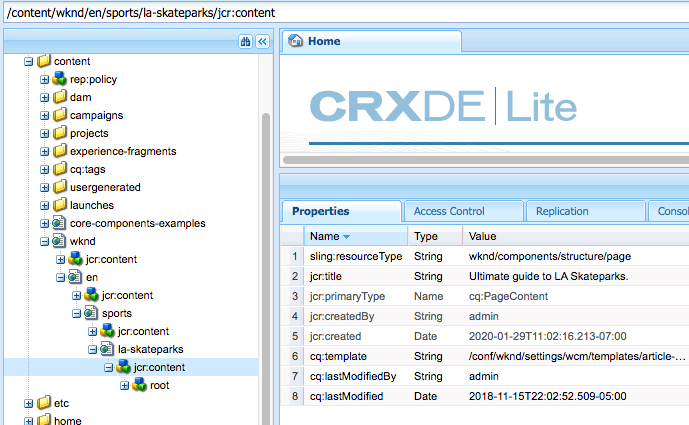 /content/wknd/en/sports/la-skateparks/jcr:content
content
rep:policy
dam
campaigns
projects
experience-fragments
cq:tags
usergenerated
launches
core-components-examples
wknd
jcr:content
en
jcr:content
sports
jcr:content
la-skateparks
jcr:content
root
etc
home
Home
CRXDE | Lite
Properties Access Control Replication Consol
Name Type Value
1 sling:resourceType String wknd/components/structure/page
2 jcr:title String Ultimate guide to LA Skateparks.
3 jcr:primaryType Name cq:PageContent
4 jcr:createdBy String admin
5 jcr:created Date 2020-01-29T11:02:16.213-07:00
6 cq:template String /conf/wknd/settings/wcm/templates/article-...
7 cq:lastModifiedBy String admin
8 cq:lastModified Date 2018-11-15T22:02:52.509-05:00